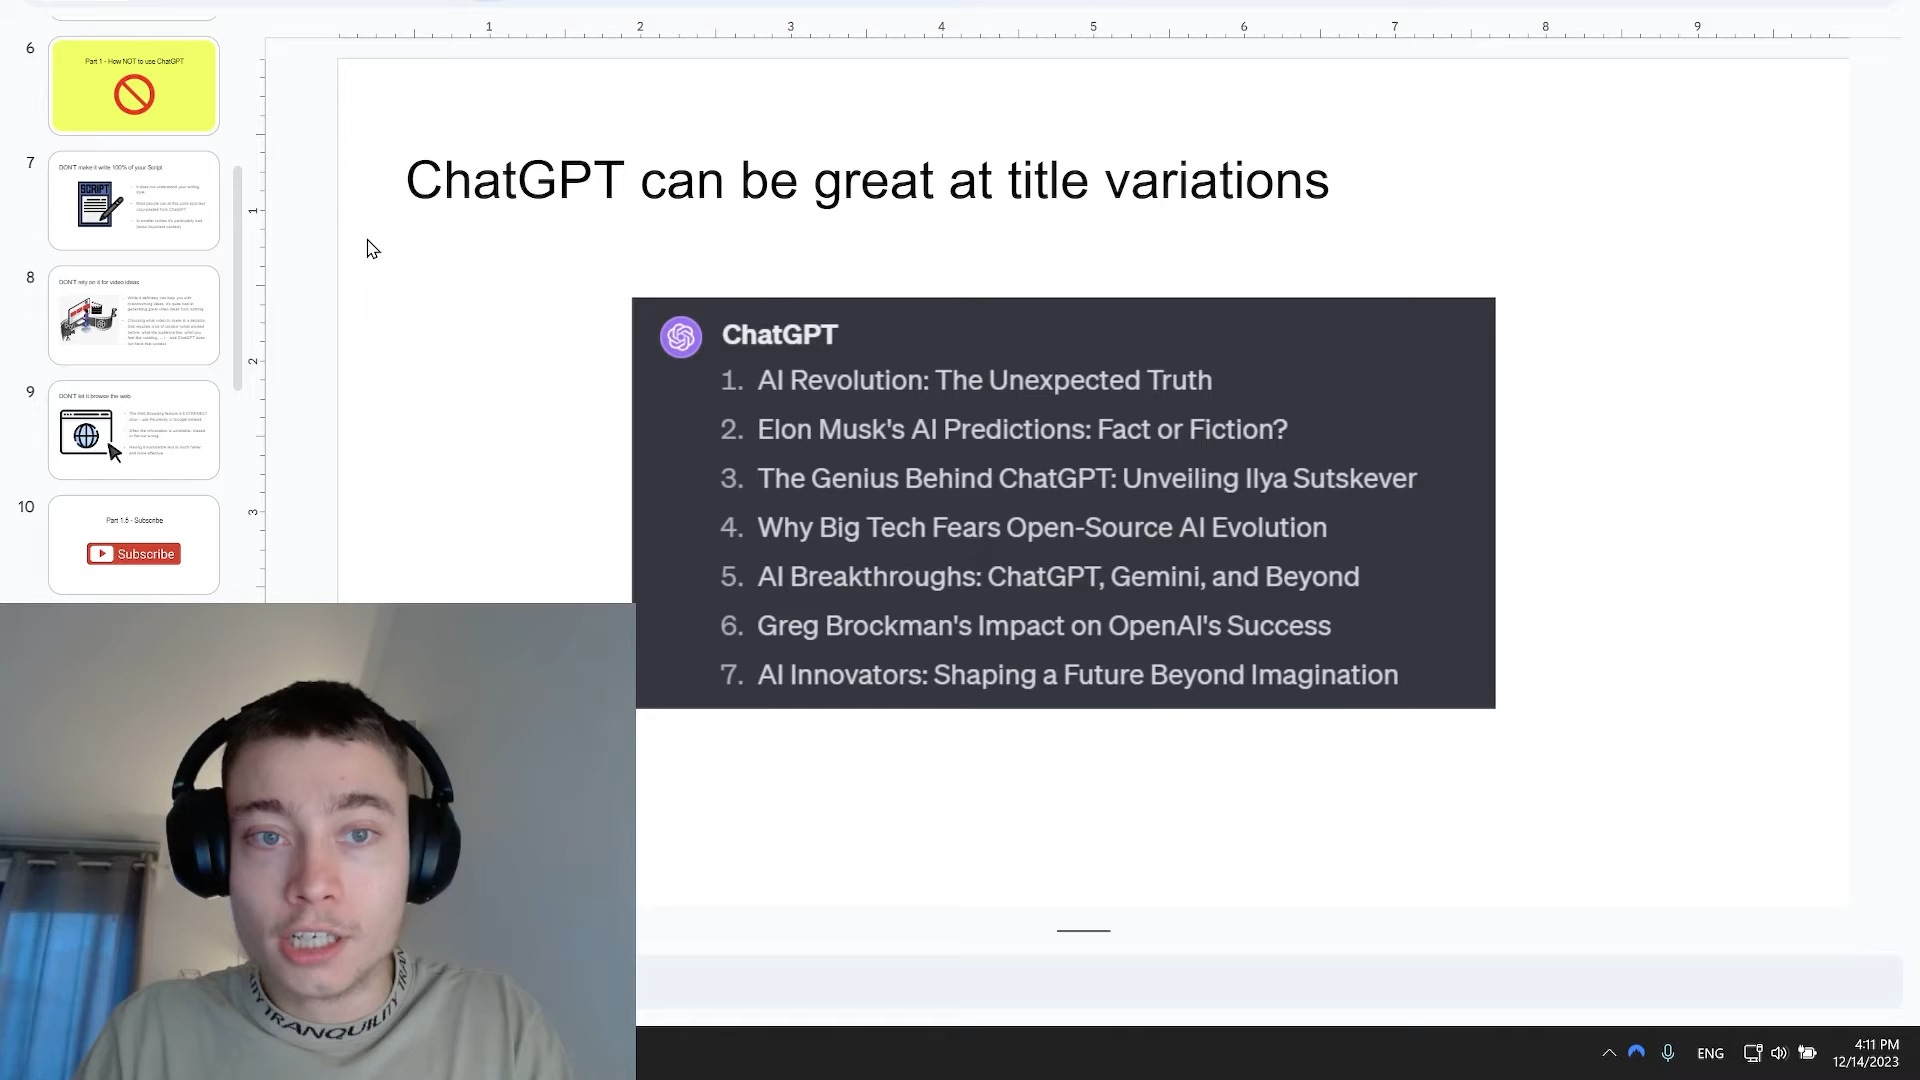 1 2 3 4 5 6 7 8 9
6
Part 1 - How NOT to use ChatGPT
7
DON'T make it write 100% of your Script
SCRIPT
8
DON'T rely on it for video ideas
9
DON'T let it browse the web
10
Part 1.5 - Subscribe
Subscribe
1
2
3
ChatGPT can be great at title variations
ChatGPT
1. AI Revolution: The Unexpected Truth
2. Elon Musk's AI Predictions: Fact or Fiction?
3. The Genius Behind ChatGPT: Unveiling Ilya Sutskever
4. Why Big Tech Fears Open-Source AI Evolution
5. AI Breakthroughs: ChatGPT, Gemini, and Beyond
6. Greg Brockman's Impact on OpenAI's Success
7. AI Innovators: Shaping a Future Beyond Imagination
TRANQUILITY
ENG
4:11 PM
12/14/2023